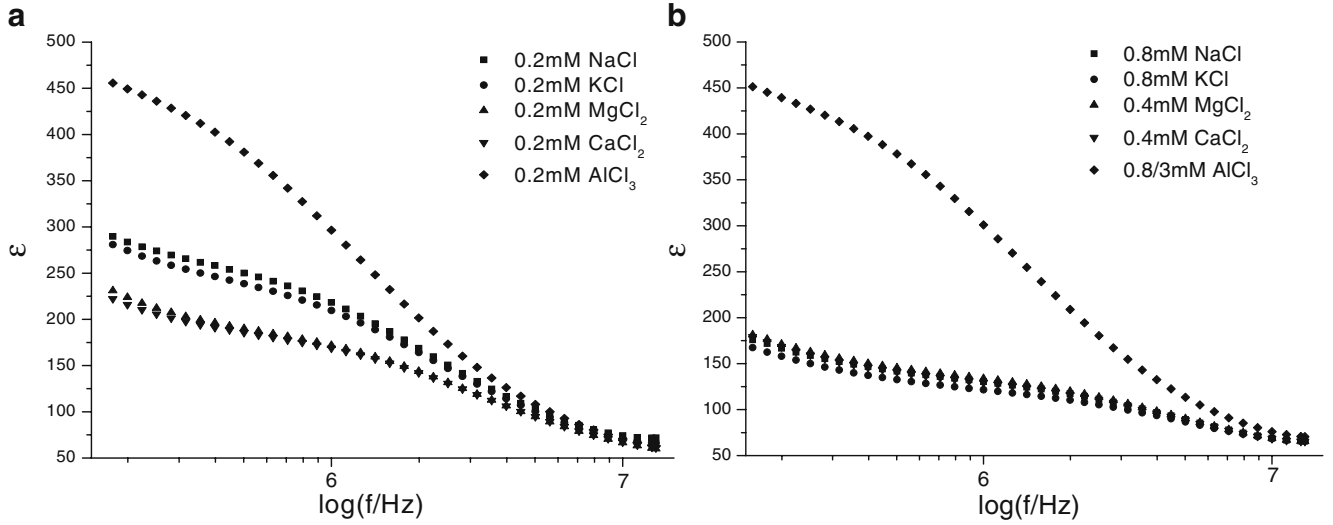 a
500
450
400
350
300
250
200
150
100
50
ε
6
7
log(f/Hz)
0.2mM NaCl
0.2mM KCl
0.2mM MgCl₂
0.2mM CaCl₂
0.2mM AlCl₃
b
500
450
400
350
300
250
200
150
100
50
ε
6
7
log(f/Hz)
0.8mM NaCl
0.8mM KCl
0.4mM MgCl₂
0.4mM CaCl₂
0.8/3mM AlCl₃